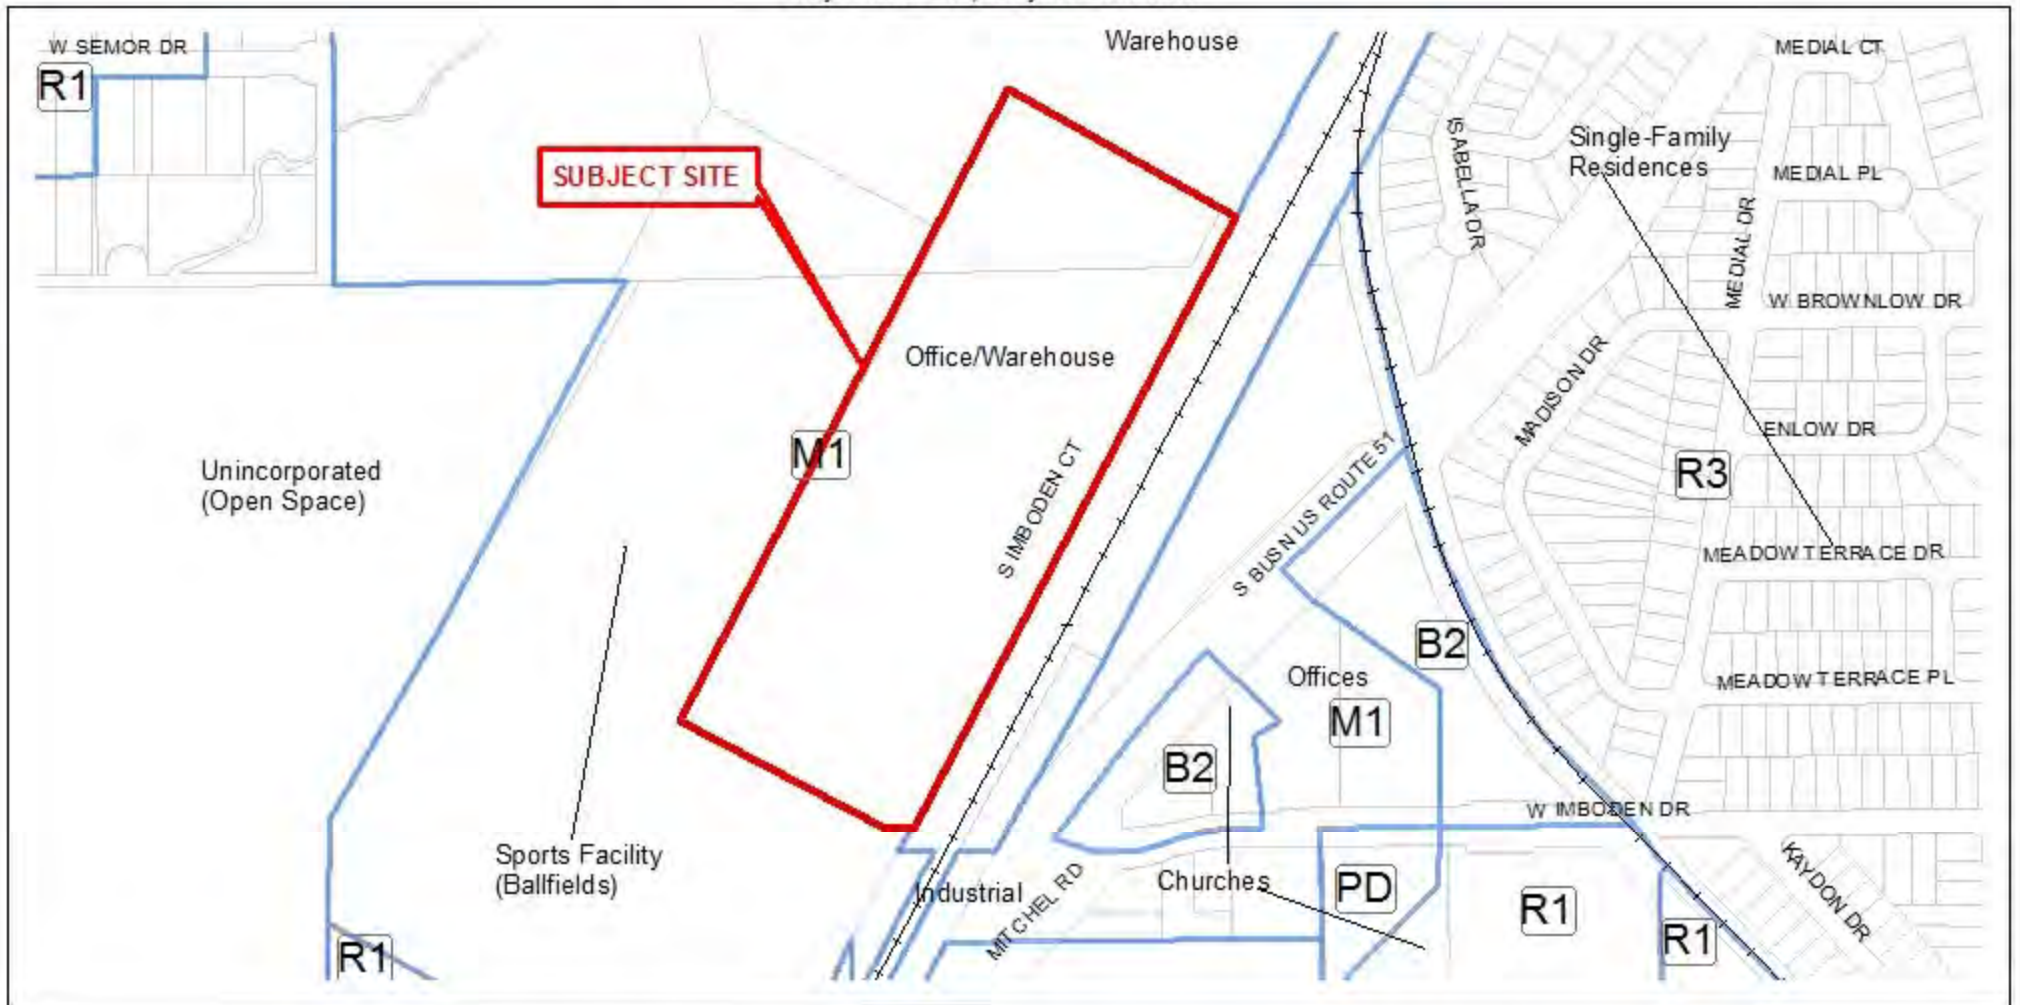 Warehouse
W SEMOR DR
R1
MEDIAL CT
SUBJECT SITE
ISABELLA DR
Single-Family
Residences
MEDIAL PL
MEDIAL DR
W BROWNLOW DR
Office/Warehouse
MADISON DR
ENLOW DR
M1
Unincorporated
(Open Space)
S IMBODEN CT
S BUSN US ROUTE 51
R3
MEADOW TERRACE DR
B2
Offices
MEADOW TERRACE PL
M1
B2
W IMBODEN DR
Sports Facility
(Ballfields)
Industrial
MITCHEL RD
Churches
PD
R1
KAYDON DR
R1
R1